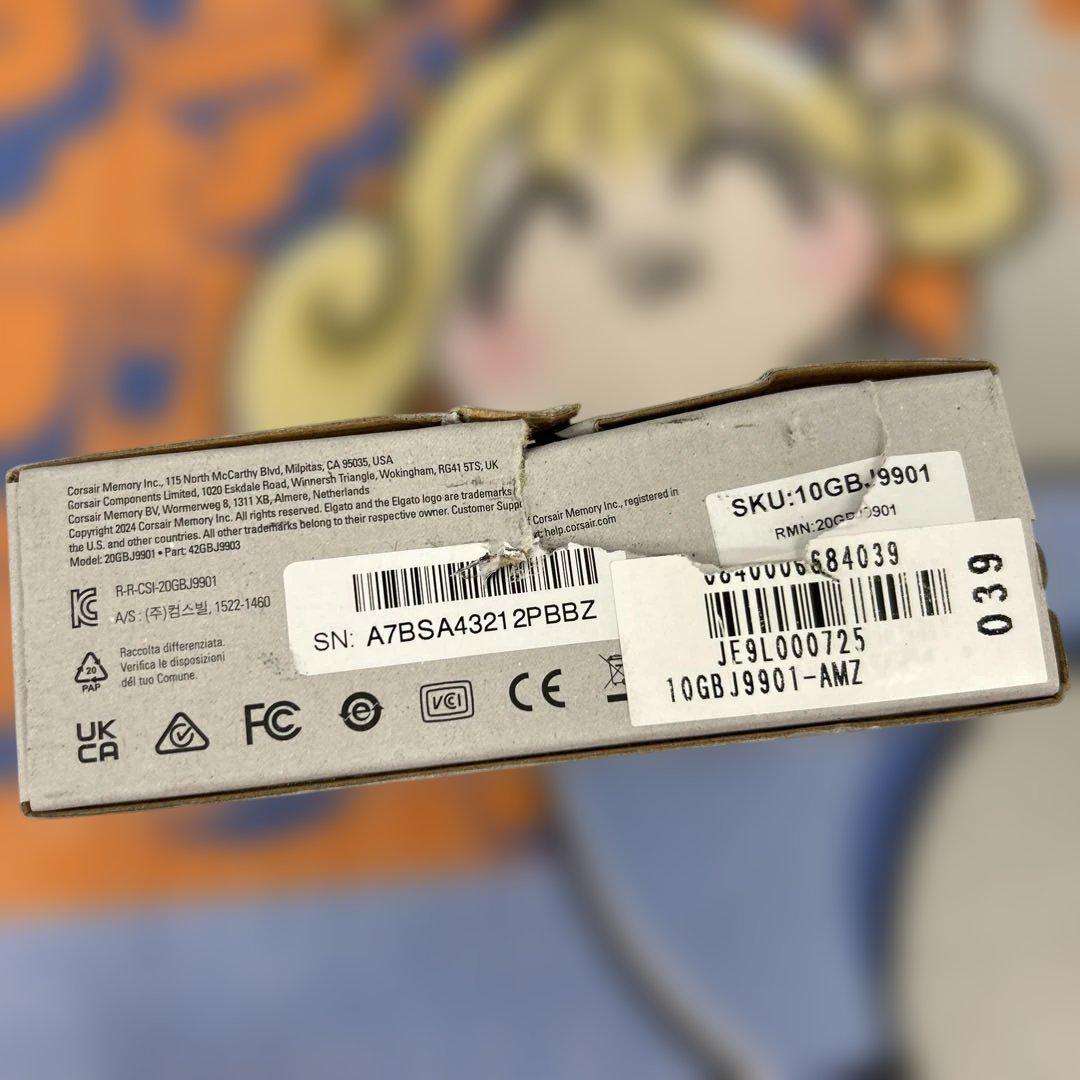 Corsair Memory Inc., 115 North McCarthy Blvd, Milpitas, CA 95035, USA
Corsair Components Limited, 1020 Eskdale Road, Winnersh Triangle, Wokingham, RG41 5TS, UK
Corsair Memory BV, Wormerweg 8, 1311 XB, Almere, Netherlands
Copyright 2024 Corsair Memory Inc. All rights reserved. Elgato and the Elgato logo are trademarks Corsair Memory Inc., registered in
the U.S. and other countries. All other trademarks belong to their respective owner. Customer help.corsair.com
Model: 20GBJ9901 • Part: 42GBJ9903
R-R-CSI-20GBJ9901
A/S : (주)컴스빌, 1522-1460
Raccolta differenziata.
Verifica le disposizioni
del tuo Comune.
20
PAP
SN: A7BSA43212PBBZ
UK
CA
FC
e
VCCI
CE
SKU:10GBJ9901
RMN:20GBJ9901
0840006684039
JE9L000725
10GBJ9901-AMZ
039